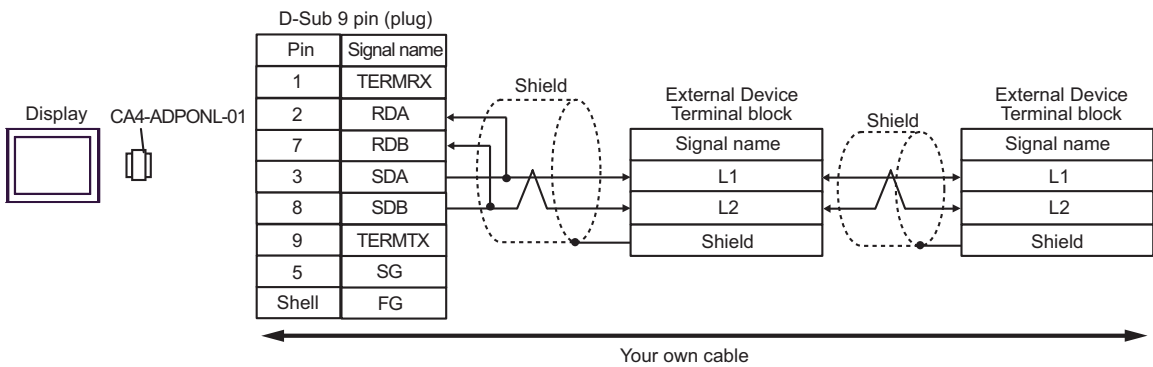 D-Sub 9 pin (plug)
Pin Signal name
1 TERMRX
2 RDA
7 RDB
3 SDA
8 SDB
9 TERMTX
5 SG
Shell FG
Display
CA4-ADPONL-01
Shield
External Device
Terminal block
Signal name
L1
L2
Shield
Shield
External Device
Terminal block
Signal name
L1
L2
Shield
Your own cable